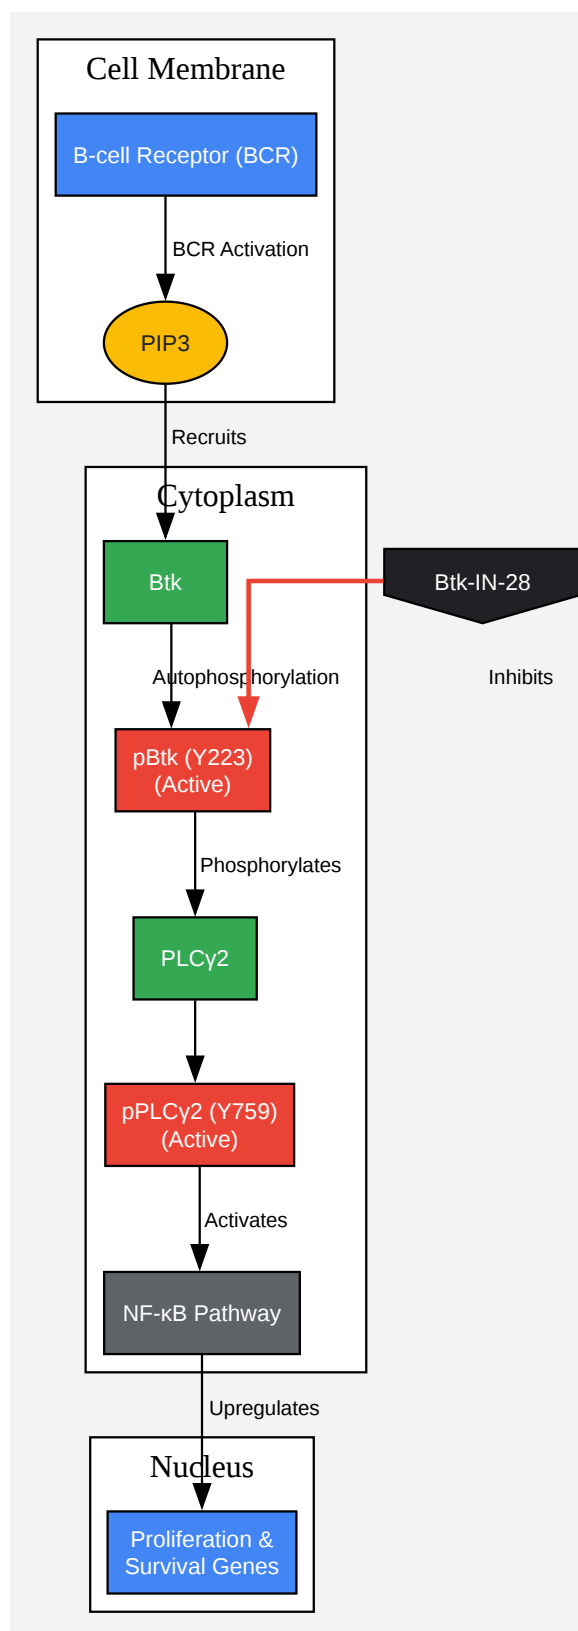 Cell Membrane
B-cell Receptor (BCR)
BCR Activation
PIP3
Recruits
Cytoplasm
Btk
Btk-IN-28
Autophosphorylation
Inhibits
pBtk (Y223)
(Active)
Phosphorylates
PLCγ2
pPLCγ2 (Y759)
(Active)
Activates
NF-κB Pathway
Upregulates
Nucleus
Proliferation &
Survival Genes